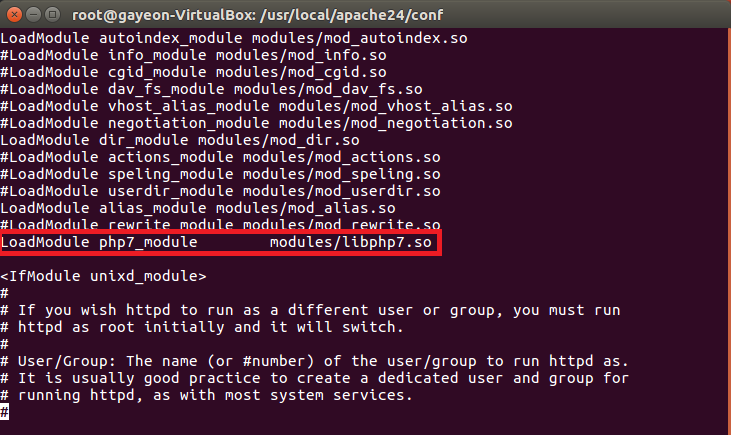 root@gayeon-VirtualBox: /usr/local/apache24/conf
LoadModule autoindex_module modules/mod_autoindex.so
#LoadModule info_module modules/mod_info.so
#LoadModule cgid_module modules/mod_cgid.so
#LoadModule dav_fs_module modules/mod_dav_fs.so
#LoadModule vhost_alias_module modules/mod_vhost_alias.so
#LoadModule negotiation_module modules/mod_negotiation.so
LoadModule dir_module modules/mod_dir.so
#LoadModule actions_module modules/mod_actions.so
#LoadModule speling_module modules/mod_speling.so
#LoadModule userdir_module modules/mod_userdir.so
LoadModule alias_module modules/mod_alias.so
#LoadModule rewrite_module modules/mod_rewrite.so
LoadModule php7_module        modules/libphp7.so
<IfModule unixd_module>
#
# If you wish httpd to run as a different user or group, you must run
# httpd as root initially and it will switch.
#
# User/Group: The name (or #number) of the user/group to run httpd as.
# It is usually good practice to create a dedicated user and group for
# running httpd, as with most system services.
#